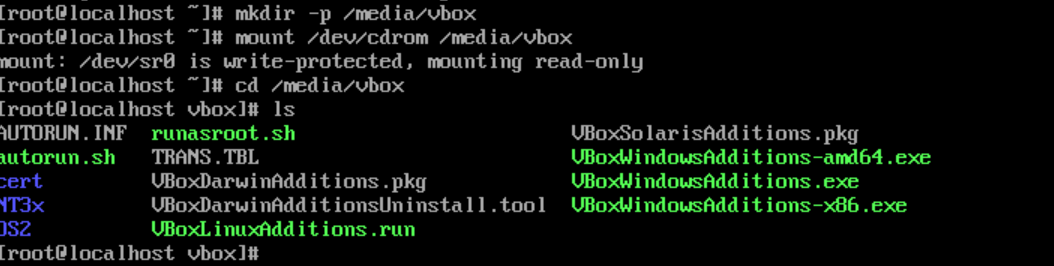 [root@localhost ~]# mkdir -p /media/vbox
[root@localhost ~]# mount /dev/cdrom /media/vbox
mount: /dev/sr0 is write-protected, mounting read-only
[root@localhost ~]# cd /media/vbox
[root@localhost vbox]# ls
AUTORUN.INF  runasroot.sh                       VBoxSolarisAdditions.pkg
autorun.sh   TRANS.TBL                          VBoxWindowsAdditions-amd64.exe
cert         VBoxDarwinAdditions.pkg            VBoxWindowsAdditions.exe
NT3x         VBoxDarwinAdditionsUninstall.tool  VBoxWindowsAdditions-x86.exe
OS2          VBoxLinuxAdditions.run
[root@localhost vbox]#